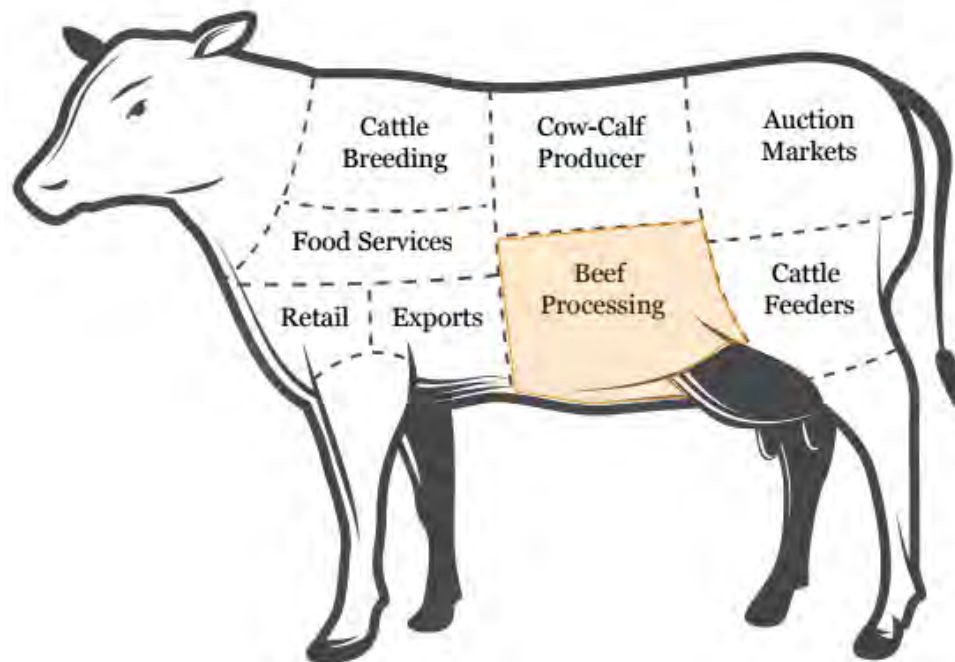 Cattle
Breeding
Cow-Calf
Producer
Auction
Markets
Food Services
Beef
Processing
Cattle
Feeders
Retail
Exports